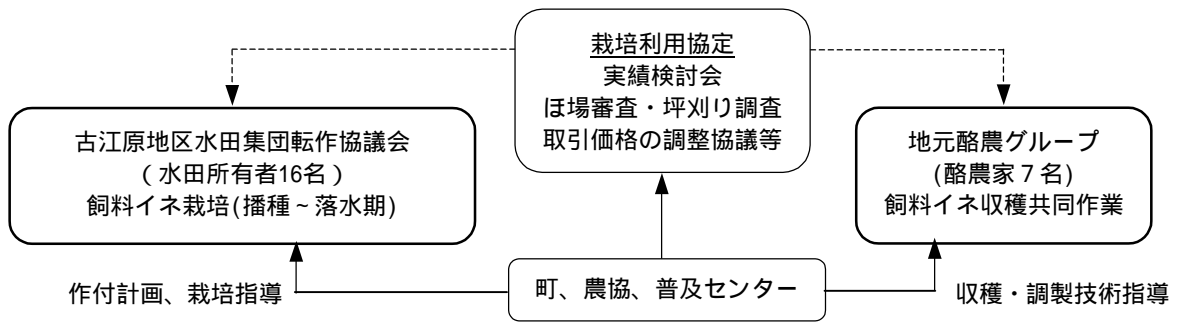 栽培利用協定
実績検討会
ほ場審査・坪刈り調査
取引価格の調整協議等
古江原地区水田集団転作協議会
(水田所有者16名)
飼料イネ栽培(播種~落水期)
地元酪農グループ
(酪農家7名)
飼料イネ収穫共同作業
作付計画、栽培指導
町、農協、普及センター
収穫・調製技術指導